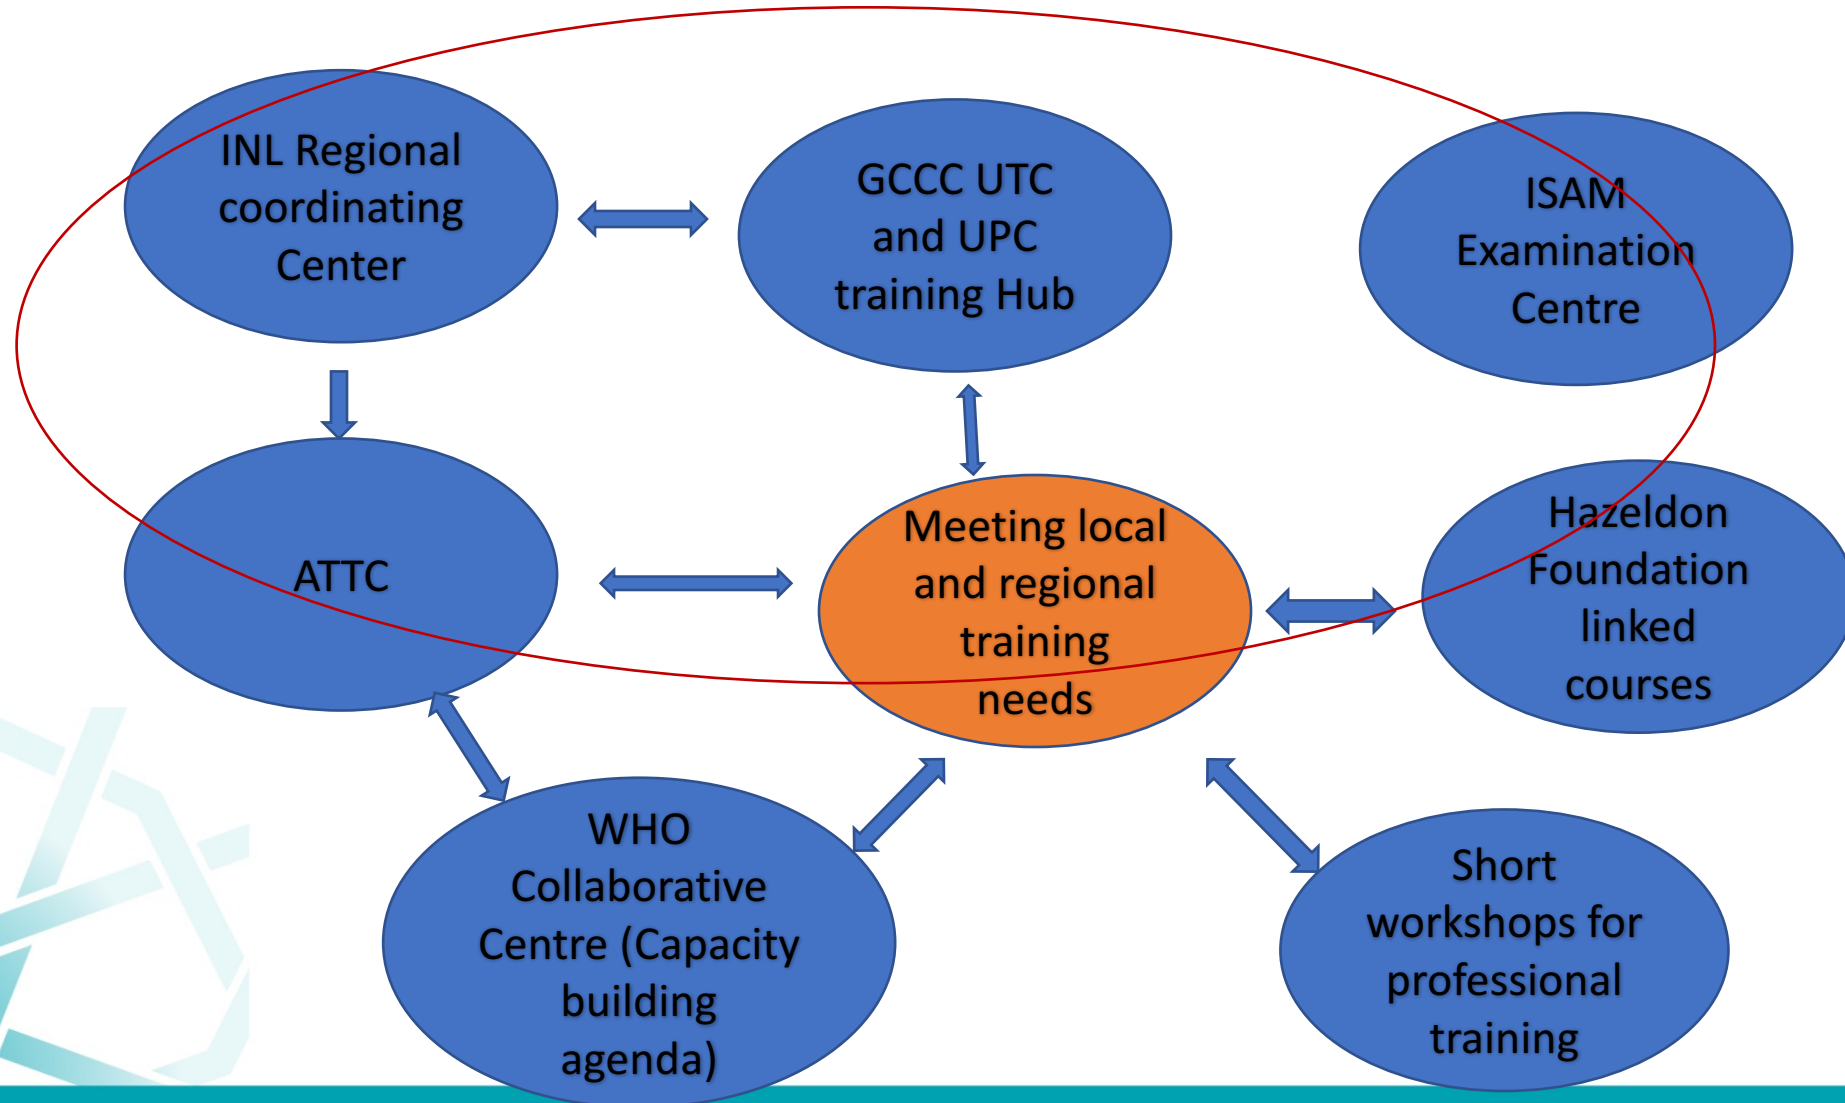 INL Regional
coordinating
Center
GCCC UTC
and UPC
training Hub
ISAM
Examination
Centre
ATTC
Meeting local
and regional
training
needs
Hazeldon
Foundation
linked
courses
WHO
Collaborative
Centre (Capacity
building
agenda)
Short
workshops for
professional
training